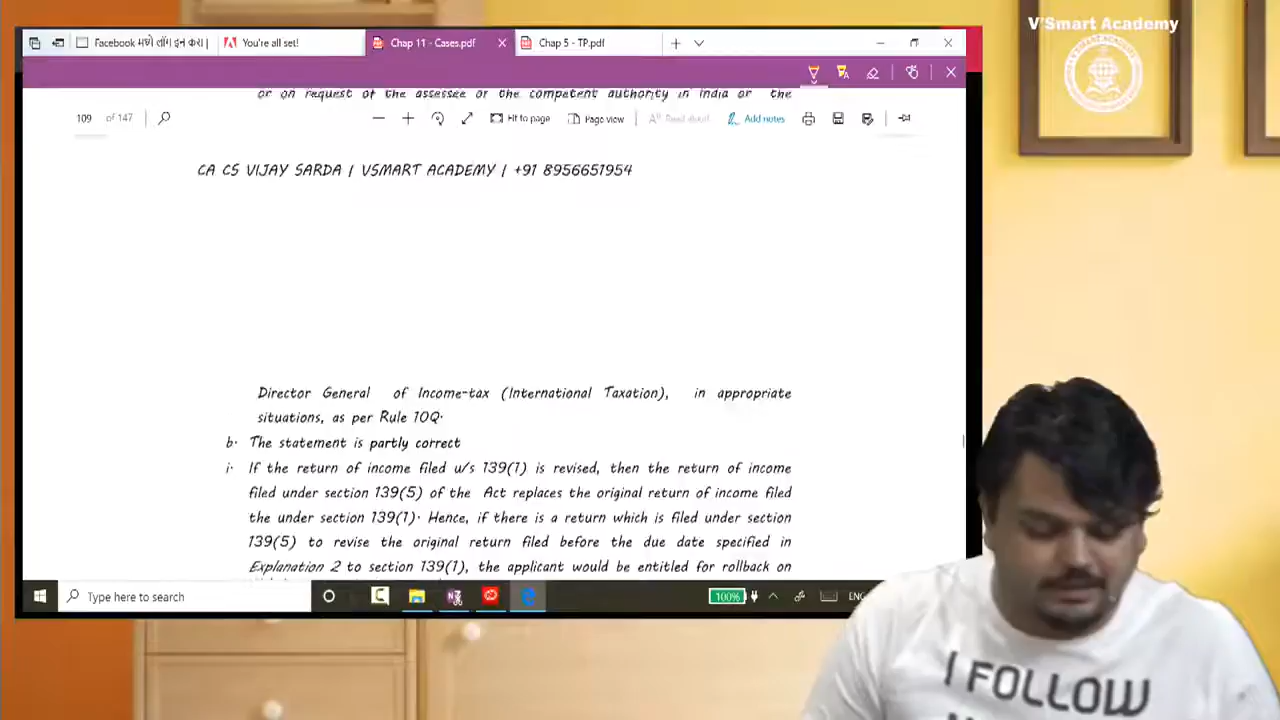 V'Smart Academy
Facebook मध्ये लॉग इन करा |
You're all set!
Chap 11 - Cases.pdf
Chap 5 - TP.pdf
or on request of the assessee or the competent authority in India or the
109 of 147
Fit to page
Page view
Read aloud
Add notes
CA CS VIJAY SARDA | VSMART ACADEMY | +91 8956651954
Director General of Income-tax (International Taxation), in appropriate
situations, as per Rule 10Q.
b. The statement is partly correct
i. If the return of income filed u/s 139(1) is revised, then the return of income
filed under section 139(5) of the Act replaces the original return of income filed
the under section 139(1). Hence, if there is a return which is filed under section
139(5) to revise the original return filed before the due date specified in
Explanation 2 to section 139(1), the applicant would be entitled for rollback on
Type here to search
100%
ENG
I FOLLOW